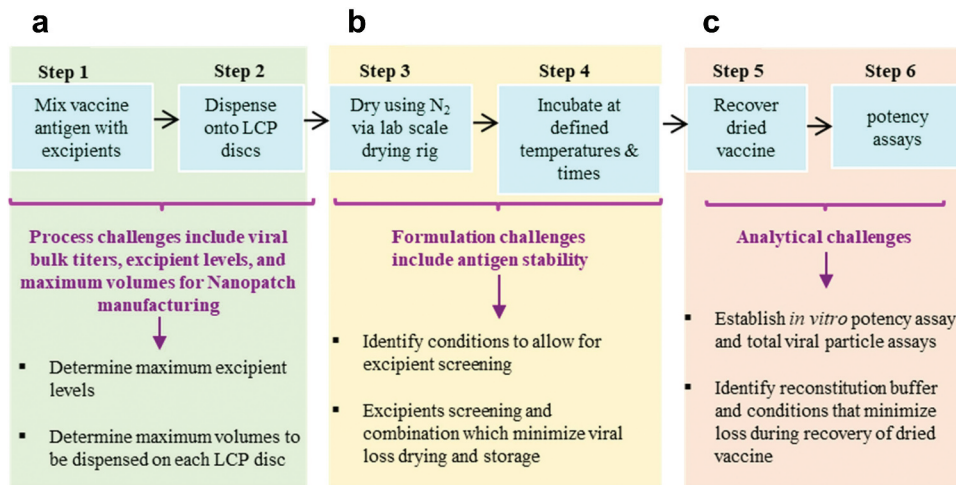 a
Step 1
Mix vaccine
antigen with
excipients
Step 2
Dispense
onto LCP
discs
Process challenges include viral
bulk titers, excipient levels, and
maximum volumes for Nanopatch
manufacturing
▪ Determine maximum excipient
levels
▪ Determine maximum volumes to
be dispensed on each LCP disc
b
Step 3
Dry using N₂
via lab scale
drying rig
Step 4
Incubate at
defined
temperatures &
times
Formulation challenges
include antigen stability
▪ Identify conditions to allow for
excipient screening
▪ Excipients screening and
combination which minimize viral
loss drying and storage
c
Step 5
Recover
dried
vaccine
Step 6
potency
assays
Analytical challenges
▪ Establish in vitro potency assay
and total viral particle assays
▪ Identify reconstitution buffer
and conditions that minimize
loss during recovery of dried
vaccine